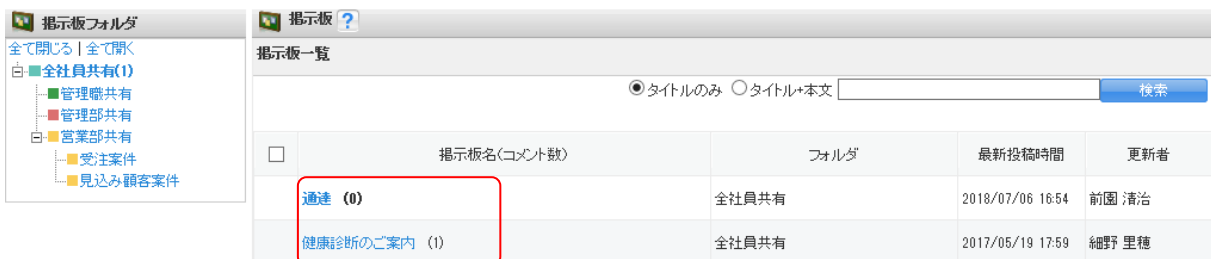 掲示板フォルダ
全て閉じる | 全て開く
全社員共有(1)
管理職共有
管理部共有
営業部共有
受注案件
見込み顧客案件
掲示板 ?
掲示板一覧
タイトルのみ タイトル+本文 検索
掲示板名(コメント数) フォルダ 最新投稿時間 更新者
通達 (0) 全社員共有 2018/07/06 16:54 前園 清治
健康診断のご案内 (1) 全社員共有 2017/05/19 17:59 細野 里穂